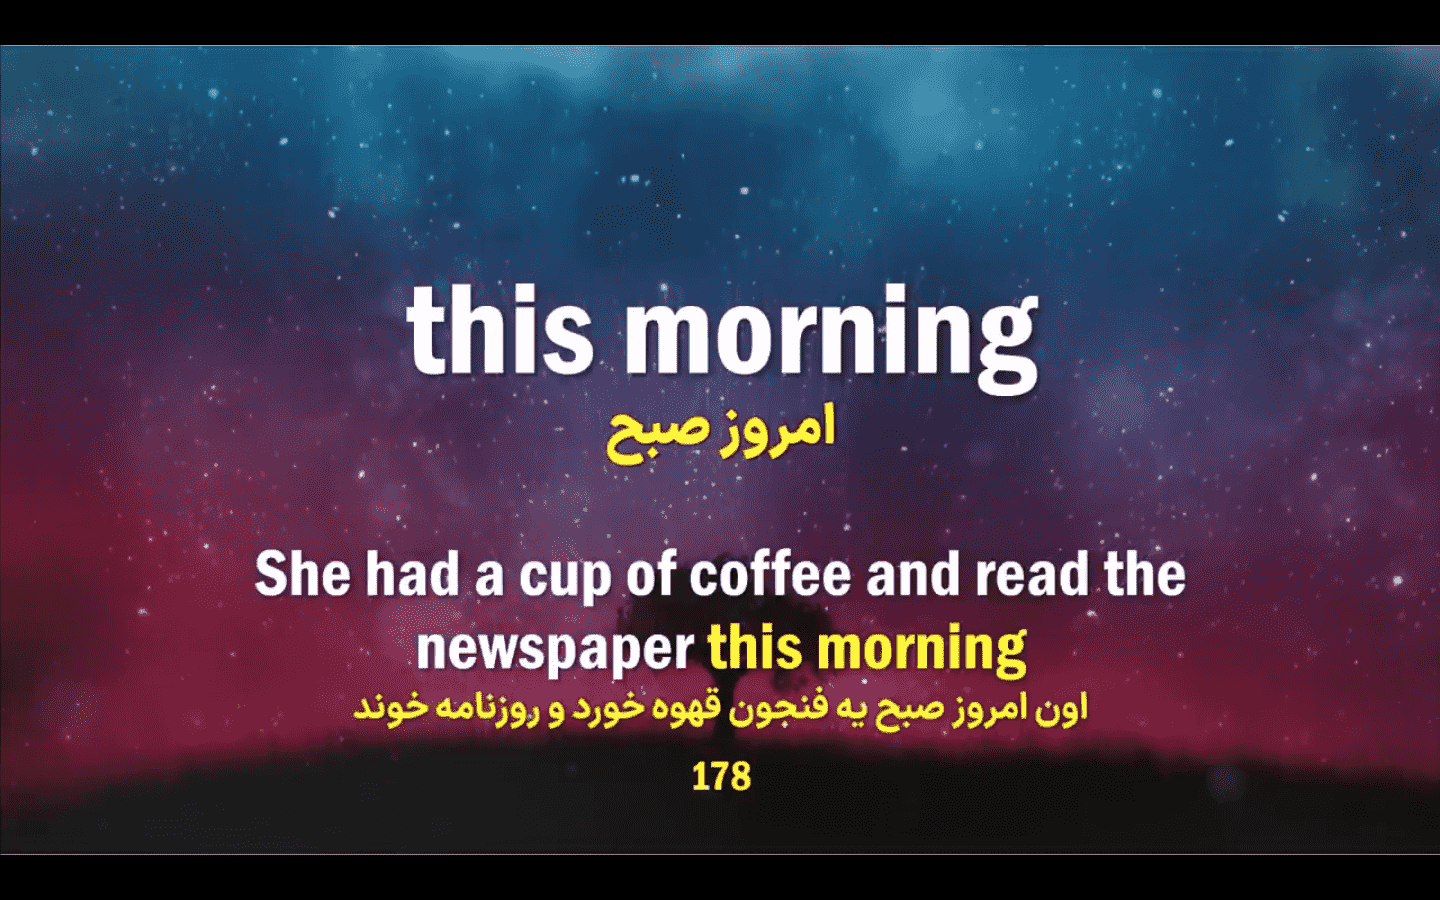 this morning
امروز صبح
She had a cup of coffee and read the
newspaper this morning
اون امروز صبح یه فنجون قهوه خورد و روزنامه خوند
178